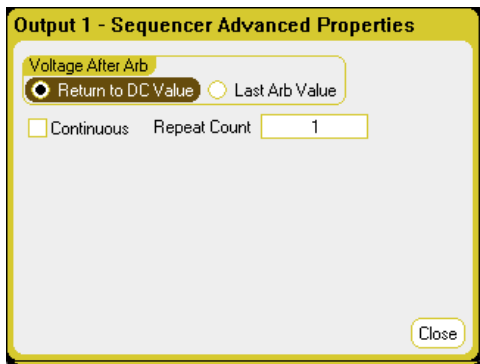 Output 1 - Sequencer Advanced Properties
Voltage After Arb
Return to DC Value Last Arb Value
Continuous Repeat Count 1
Close